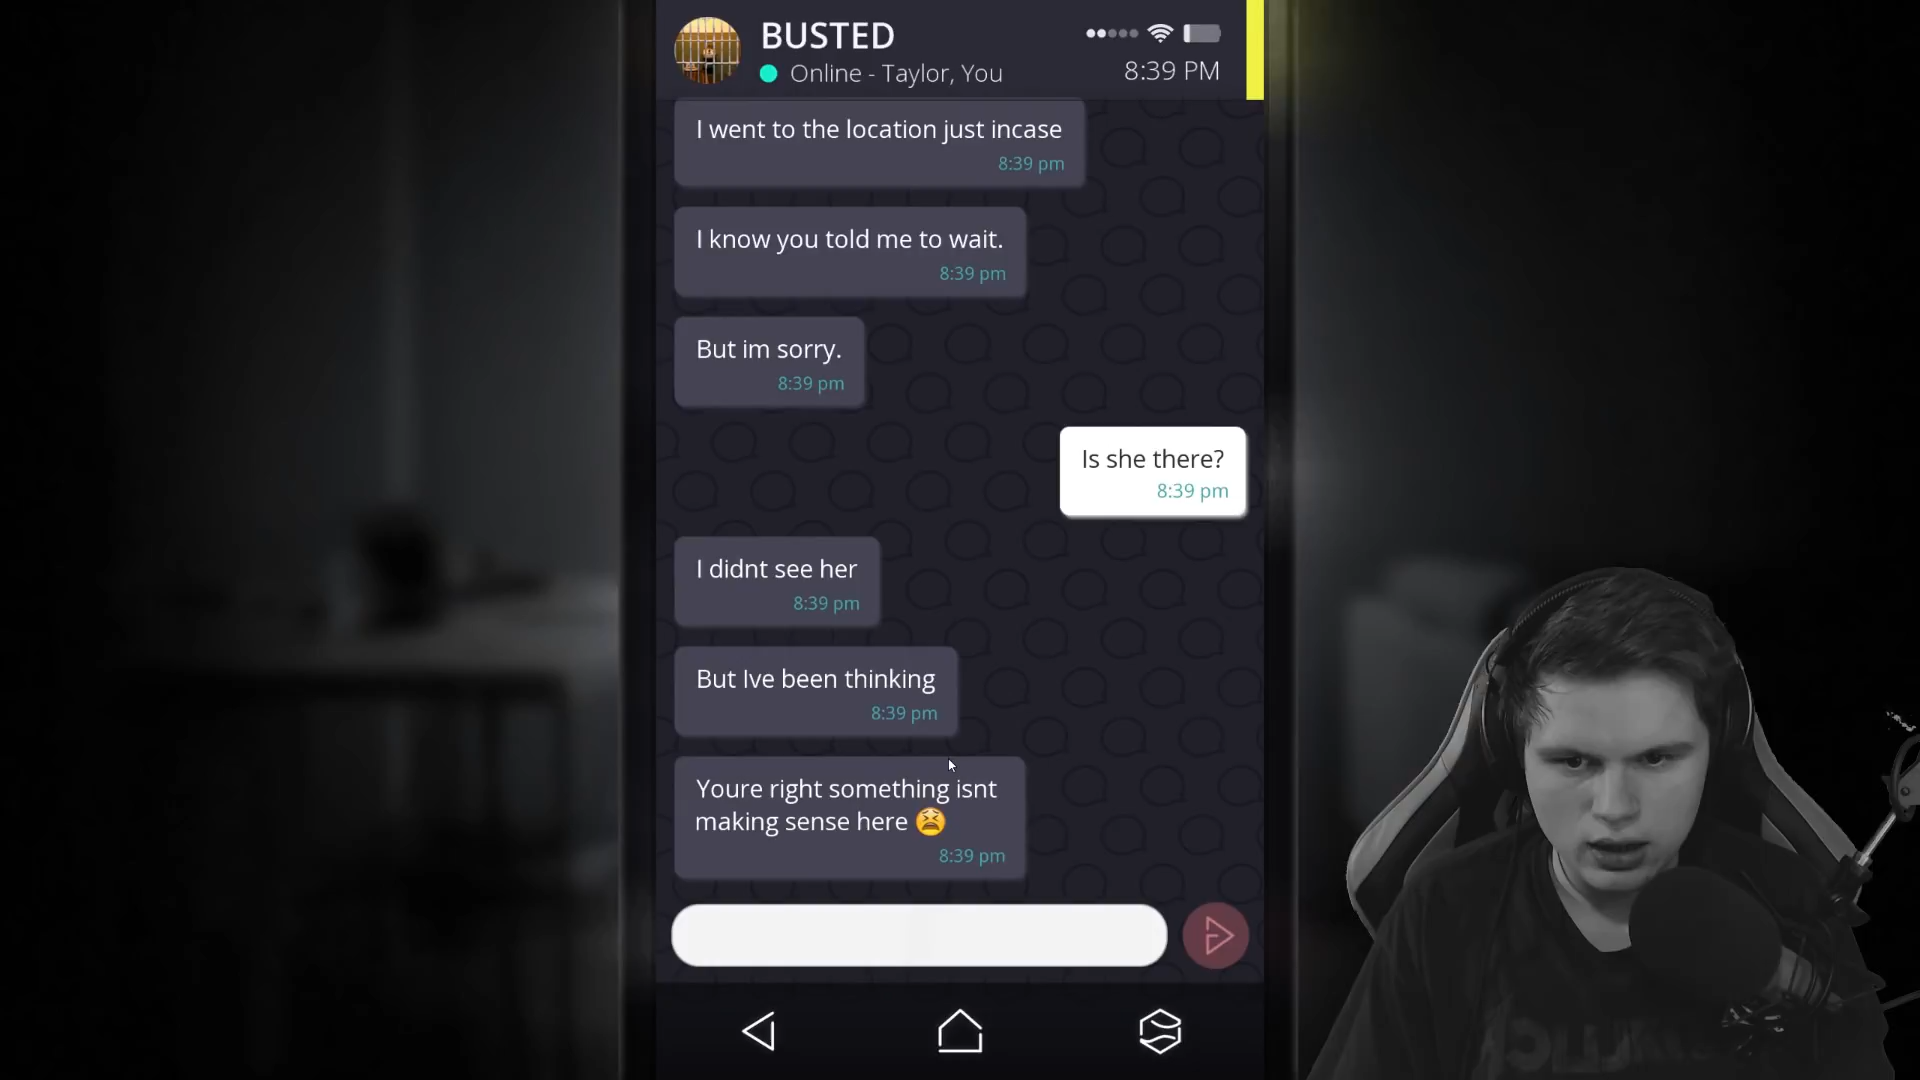 BUSTED
Online - Taylor, You
8:39 PM
I went to the location just incase
8:39 pm
I know you told me to wait.
8:39 pm
But im sorry.
8:39 pm
Is she there?
8:39 pm
I didnt see her
8:39 pm
But Ive been thinking
8:39 pm
Youre right something isnt
making sense here 😫
8:39 pm